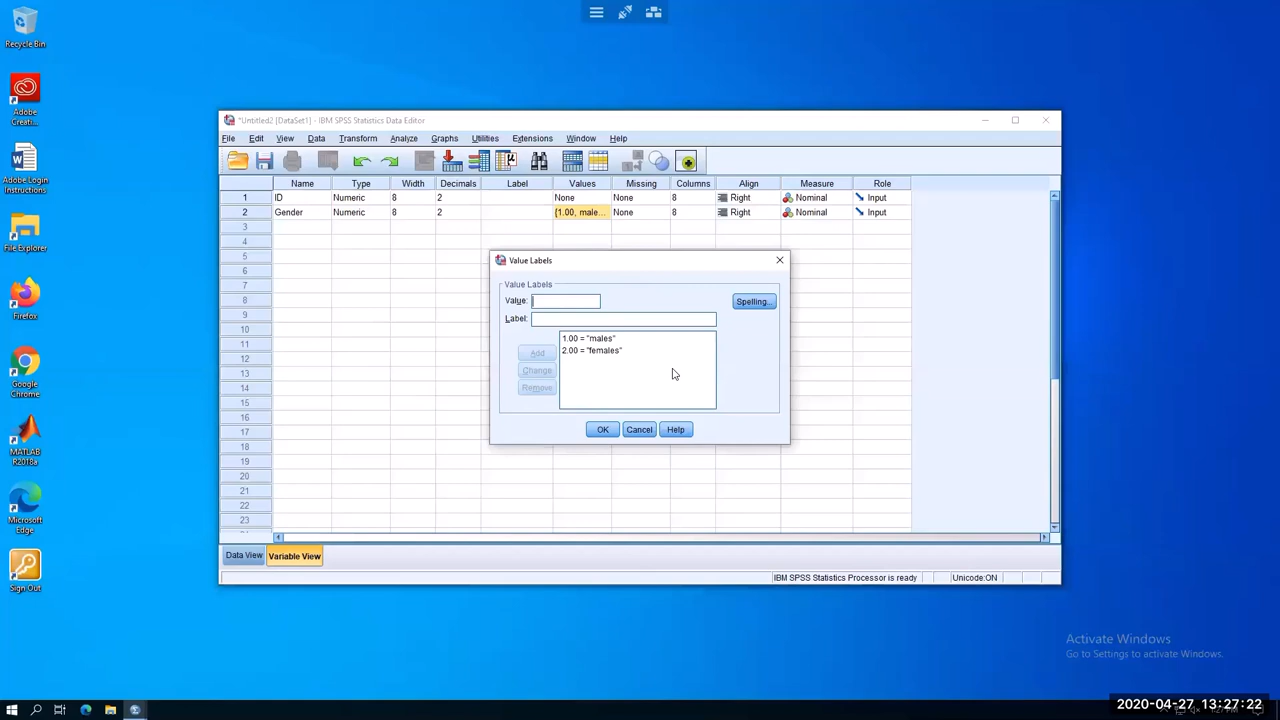 Recycle Bin
Adobe
Creati...
Adobe Login
Instructions
File Explorer
Firefox
Google
Chrome
MATLAB
R2018a
Microsoft
Edge
Sign Out
*Untitled2 [DataSet1] - IBM SPSS Statistics Data Editor
File Edit View Data Transform Analyze Graphs Utilities Extensions Window Help
Name Type Width Decimals Label Values Missing Columns Align Measure Role
1 ID Numeric 8 2 None None 8 Right Nominal Input
2 Gender Numeric 8 2 {1.00, male... None 8 Right Nominal Input
3
4
5
6
7
8
9
10
11
12
13
14
15
16
17
18
19
20
21
22
23
Value Labels
Value Labels
Value:
Spelling...
Label:
1.00 = "males"
2.00 = "females"
Add
Change
Remove
OK Cancel Help
Data View Variable View
IBM SPSS Statistics Processor is ready Unicode:ON
Activate Windows
Go to Settings to activate Windows.
2020-04-27 13:27:22